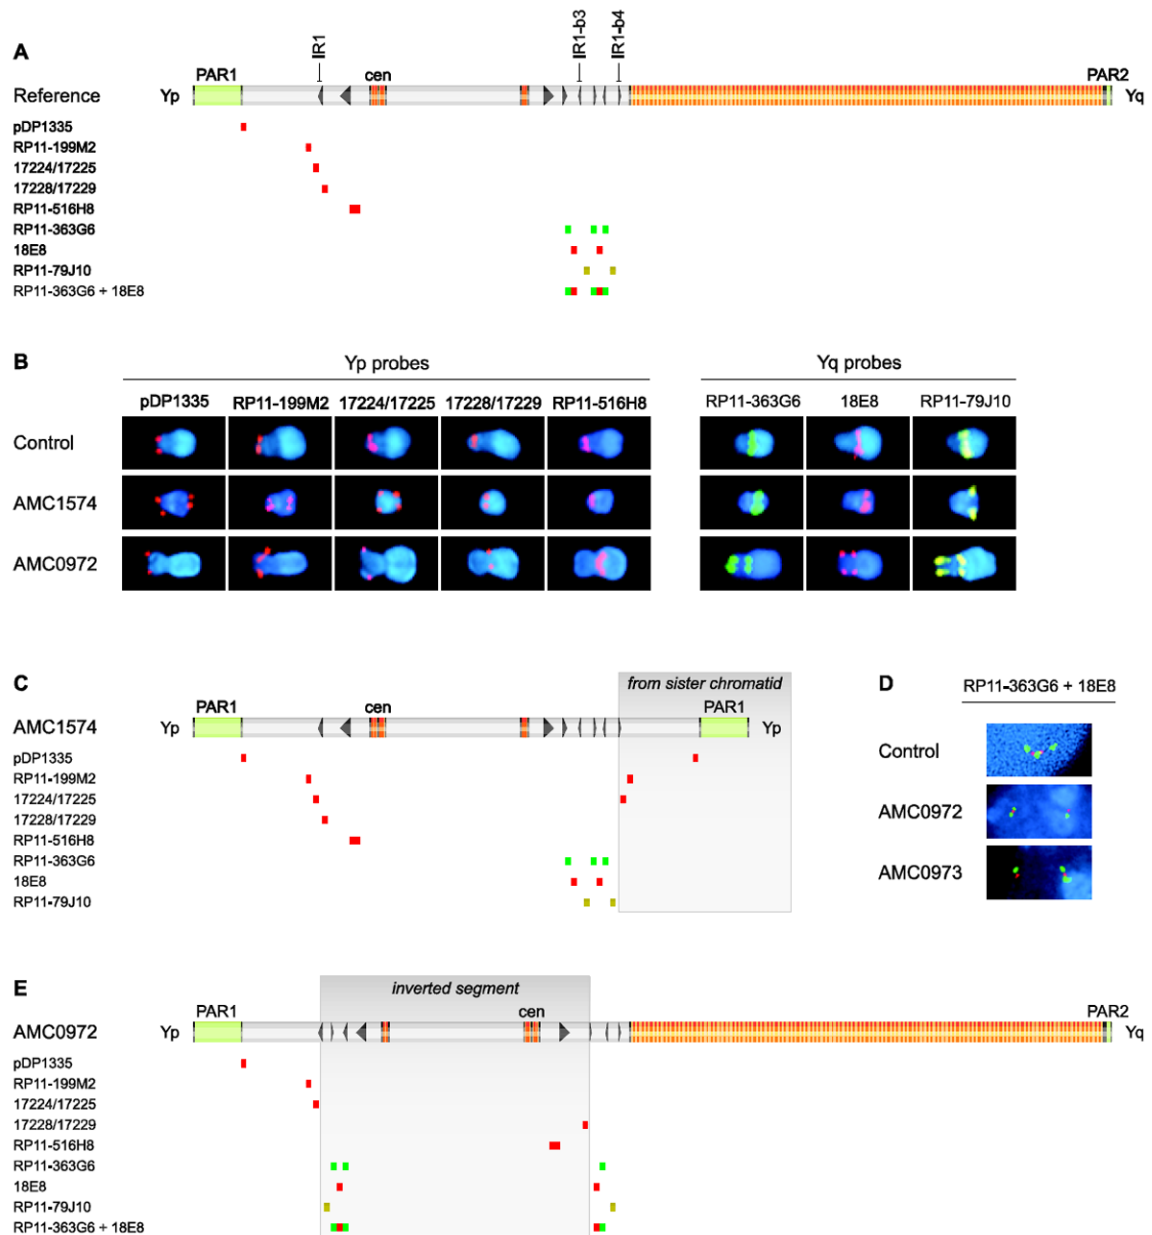 IR1
IR1-b3
IR1-b4
A
PAR1
cen
PAR2
Reference
Yp
Yq
pDP1335
RP11-199M2
17224/17225
17228/17229
RP11-516H8
RP11-363G6
18E8
RP11-79J10
RP11-363G6 + 18E8
B
Yp probes
Yq probes
pDP1335 RP11-199M2 17224/17225 17228/17229 RP11-516H8 RP11-363G6 18E8 RP11-79J10
Control
AMC1574
AMC0972
C
from sister chromatid
PAR1
cen
PAR1
AMC1574
Yp
Yp
pDP1335
RP11-199M2
17224/17225
17228/17229
RP11-516H8
RP11-363G6
18E8
RP11-79J10
D
RP11-363G6 + 18E8
Control
AMC0972
AMC0973
E
inverted segment
PAR1
cen
PAR2
AMC0972
Yp
Yq
pDP1335
RP11-199M2
17224/17225
17228/17229
RP11-516H8
RP11-363G6
18E8
RP11-79J10
RP11-363G6 + 18E8